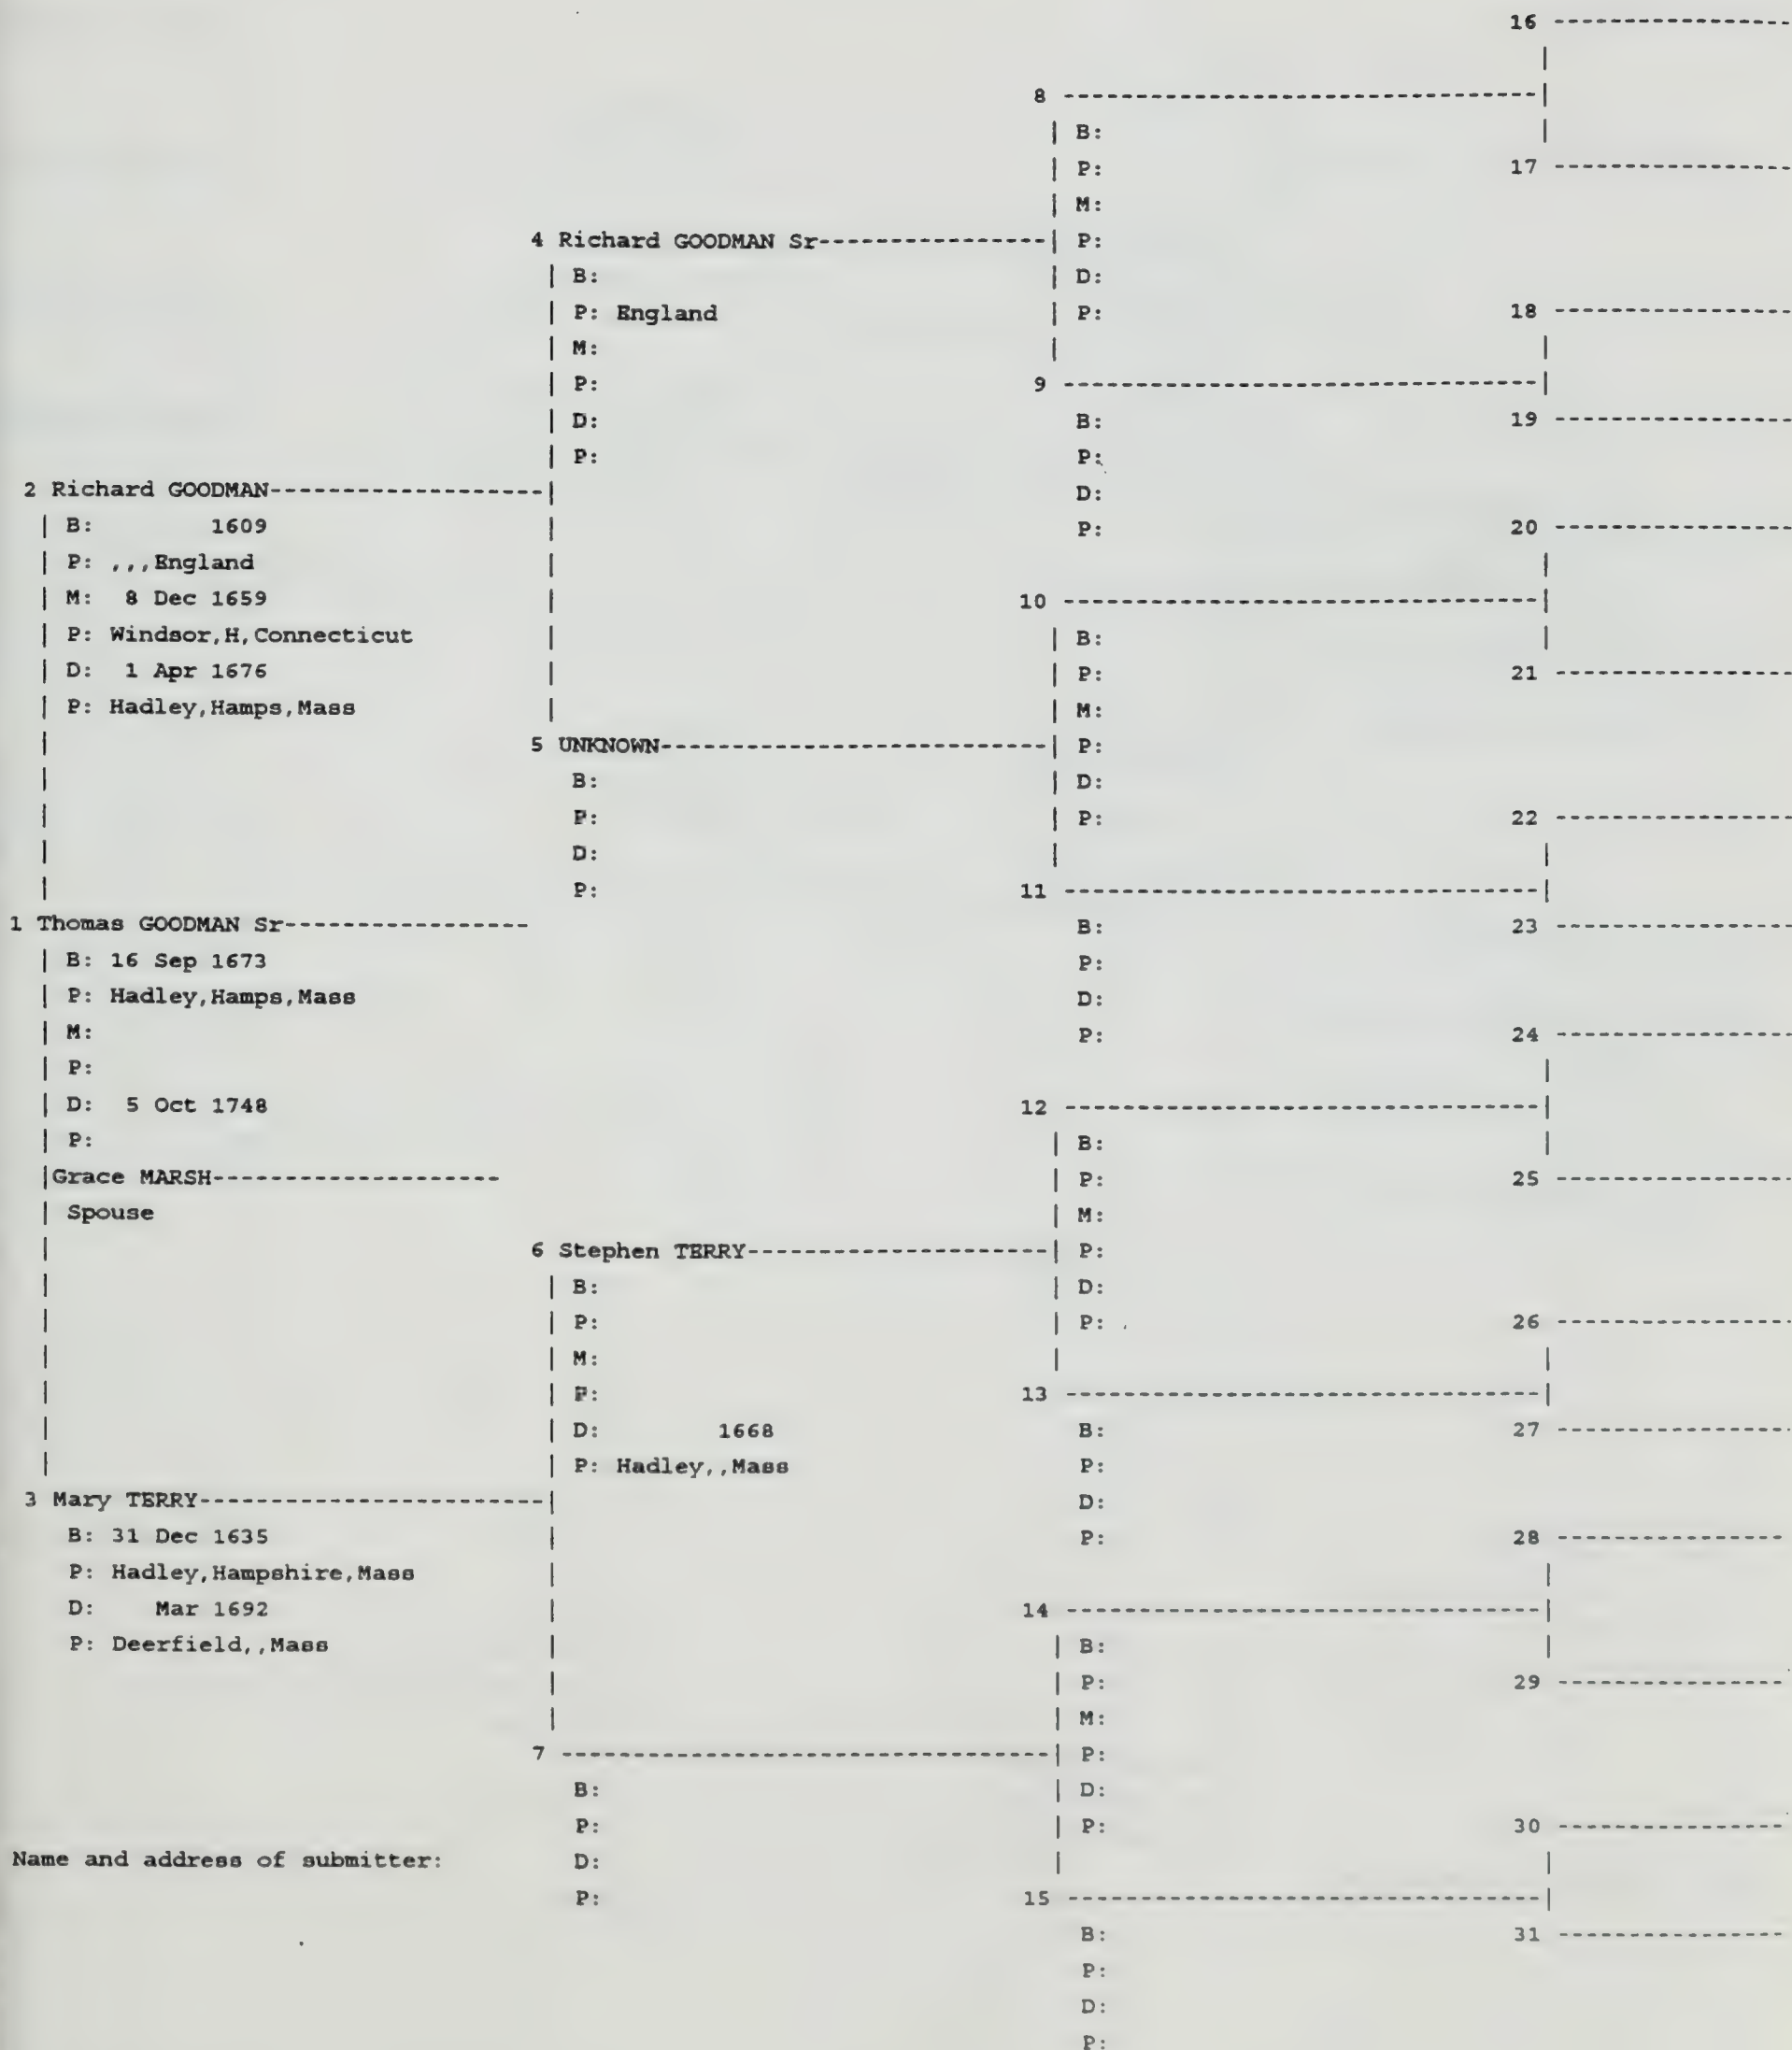 16
8
B:
P: 17
M:
4 Richard GOODMAN Sr P:
B: D:
P: England P: 18
M:
P: 9
D: B: 19
P: P:
2 Richard GOODMAN D:
B: 1609 P: 20
P: ,,,England
M: 8 Dec 1659 10
P: Windsor,H,Connecticut B:
D: 1 Apr 1676 P: 21
P: Hadley,Hamps,Mass M:
5 UNKNOWN P:
B: D:
P: P: 22
D:
P: 11
1 Thomas GOODMAN Sr B: 23
B: 16 Sep 1673 P:
P: Hadley,Hamps,Mass D:
M: P: 24
P:
D: 5 Oct 1748 12
P: B:
Grace MARSH P: 25
Spouse M:
6 Stephen TERRY P:
B: D:
P: P: 26
M:
P: 13
D: 1668 B: 27
P: Hadley,,Mass P:
3 Mary TERRY D:
B: 31 Dec 1635 P: 28
P: Hadley,Hampshire,Mass
D: Mar 1692 14
P: Deerfield,,Mass B:
P: 29
M:
7 P:
B: D:
P: P: 30
Name and address of submitter: D:
P: 15
B: 31
P:
D:
P: